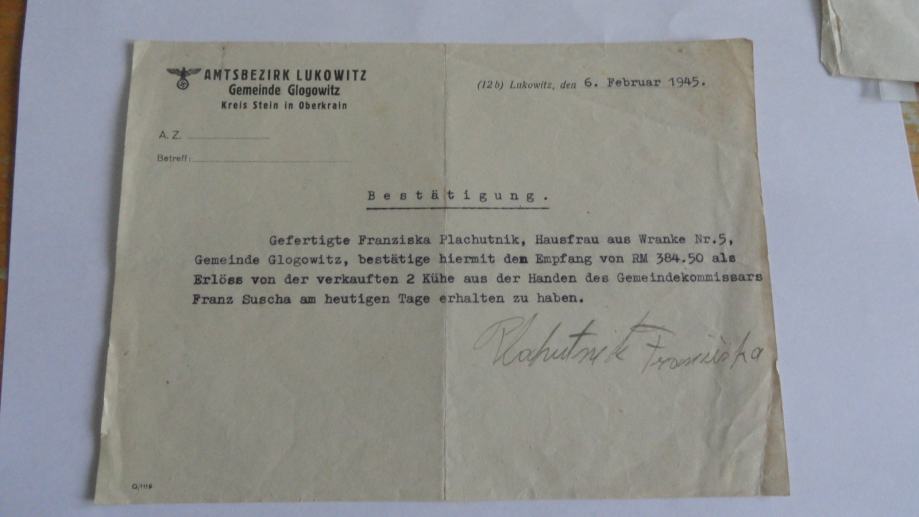 AMTSBEZIRK LUKOWITZ
Gemeinde Glogowitz
Kreis Stein in Oberkrain
(12 b) Lukowitz, den 6. Februar 1945.
A. Z.
Betreff:
Bestätigung.
Gefertigte Franziska Plachutnik, Hausfrau aus Wranke Nr.5,
Gemeinde Glogowitz, bestätige hiermit den Empfang von RM 384.50 als
Erlöss von der verkauften 2 Kühe aus der Handen des Gemeindekommissars
Franz Suscha am heutigen Tage erhalten zu haben.
Plahutnik Franciska